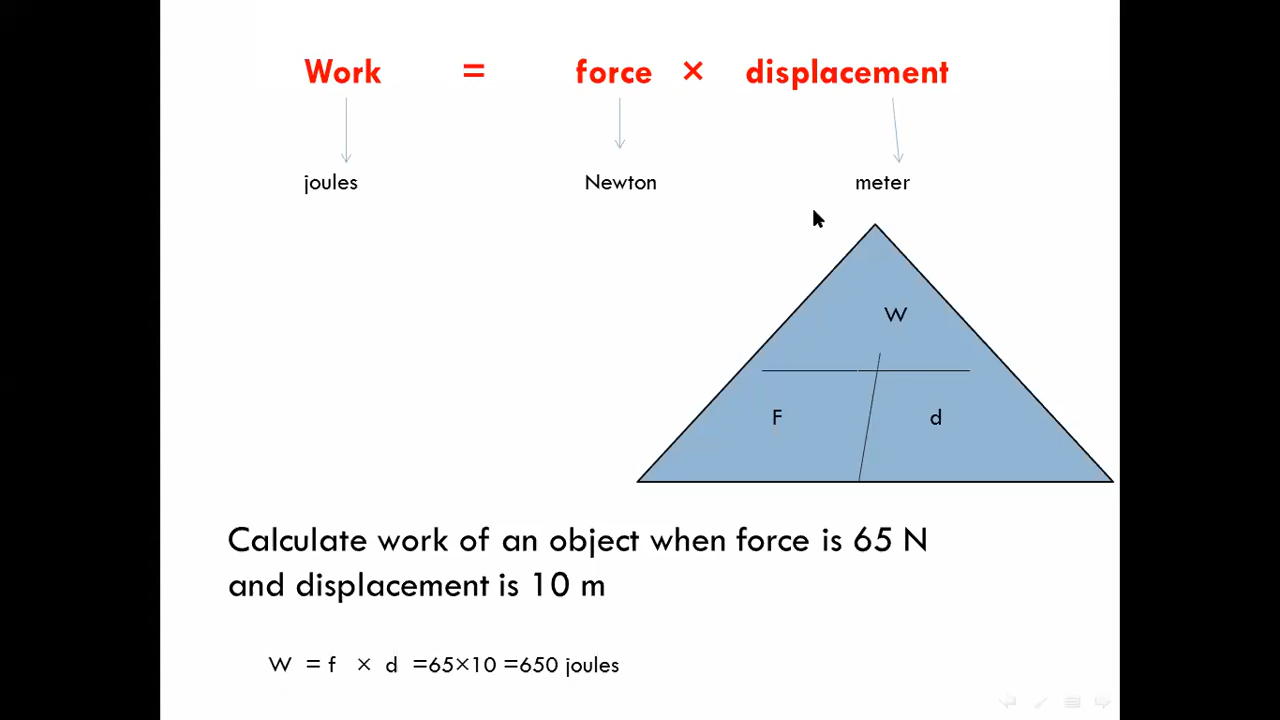 Work = force × displacement
joules Newton meter
W
F d
Calculate work of an object when force is 65 N
and displacement is 10 m
W = f × d =65×10 =650 joules